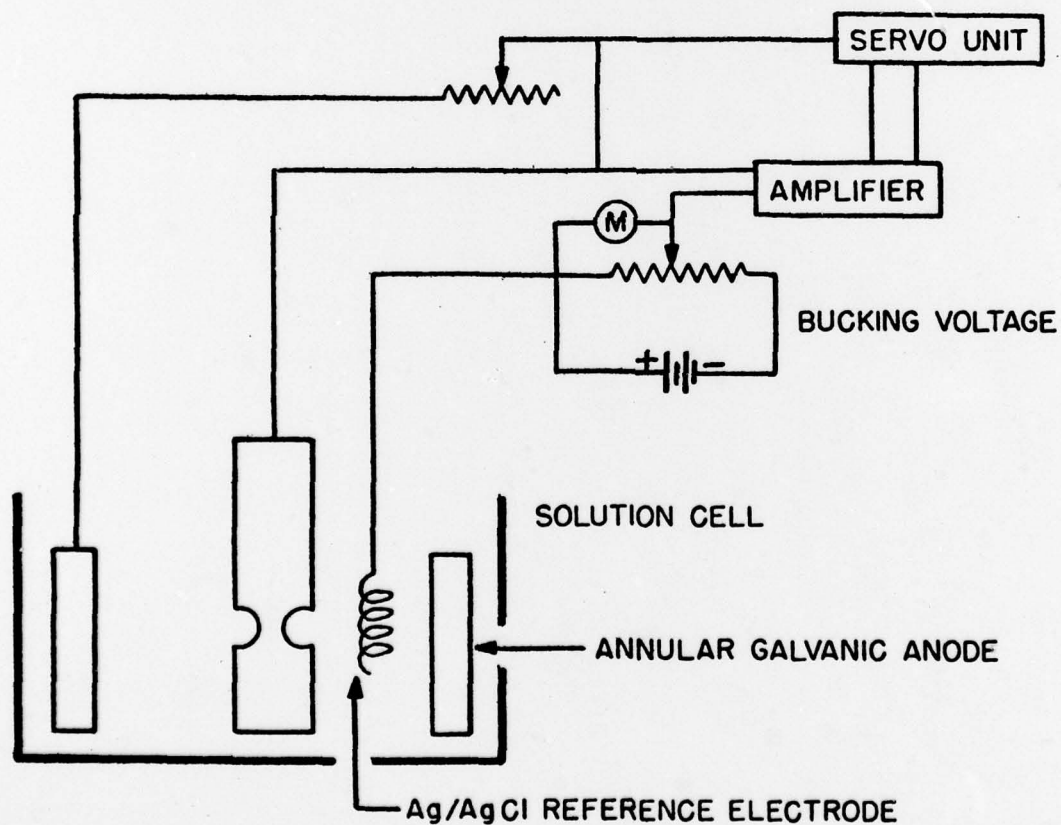 SERVO UNIT
AMPLIFIER
M
BUCKING VOLTAGE
+ −
SOLUTION CELL
ANNULAR GALVANIC ANODE
Ag/AgCl REFERENCE ELECTRODE